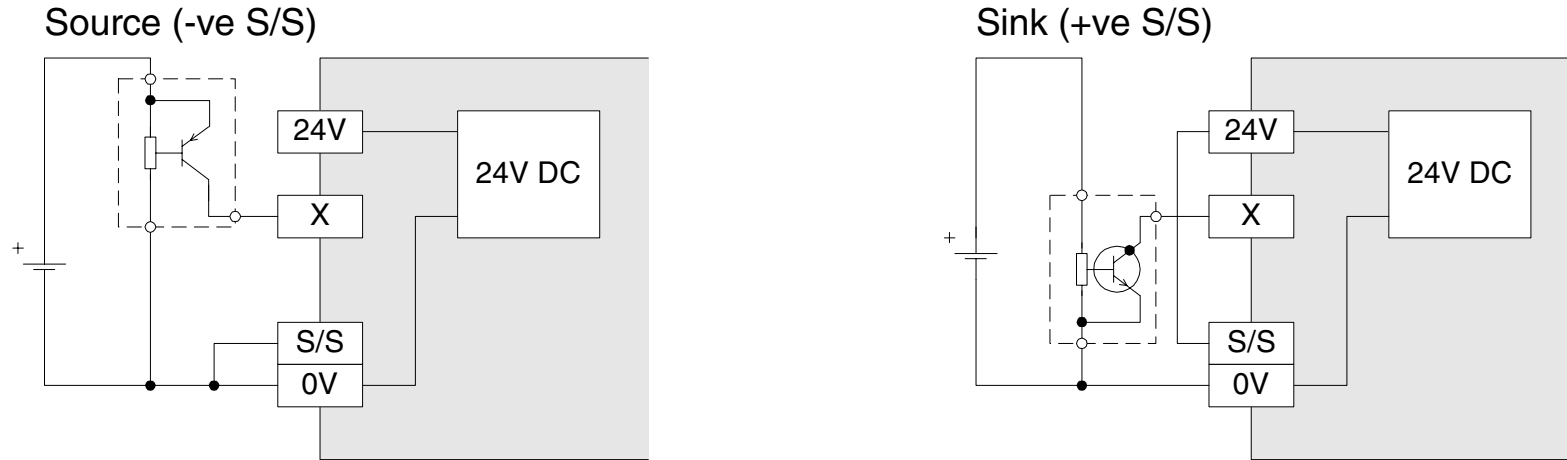 Source (-ve S/S)
24V
24V DC
X
+
S/S
0V
Sink (+ve S/S)
24V
24V DC
X
+
S/S
0V